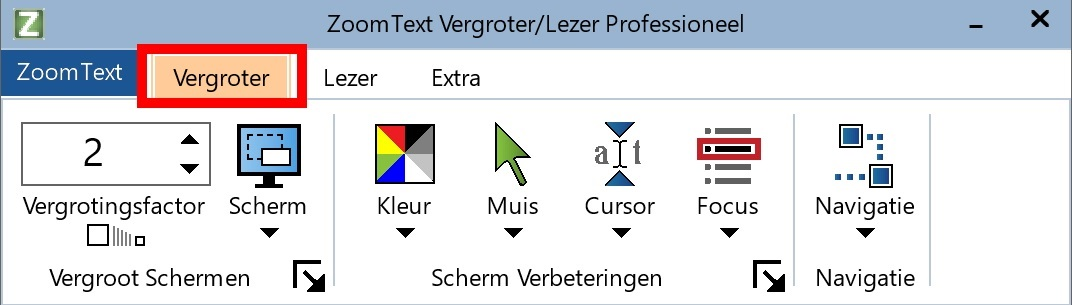 Z ZoomText Vergroter/Lezer Professioneel
ZoomText Vergroter Lezer Extra
2
Vergrotingsfactor Scherm Kleur Muis a t Cursor Focus Navigatie
Vergroot Schermen Scherm Verbeteringen Navigatie